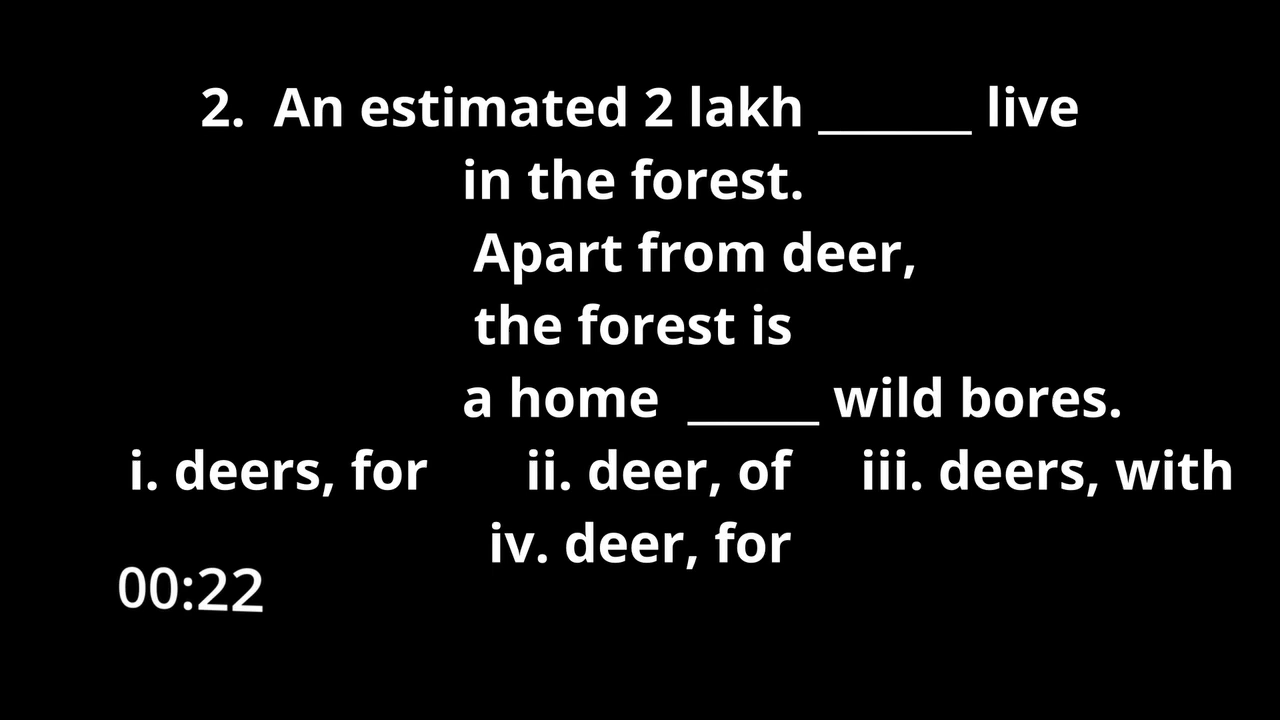 2. An estimated 2 lakh ______ live
in the forest.
Apart from deer,
the forest is
a home _____ wild bores.
i. deers, for ii. deer, of iii. deers, with
iv. deer, for
00:22